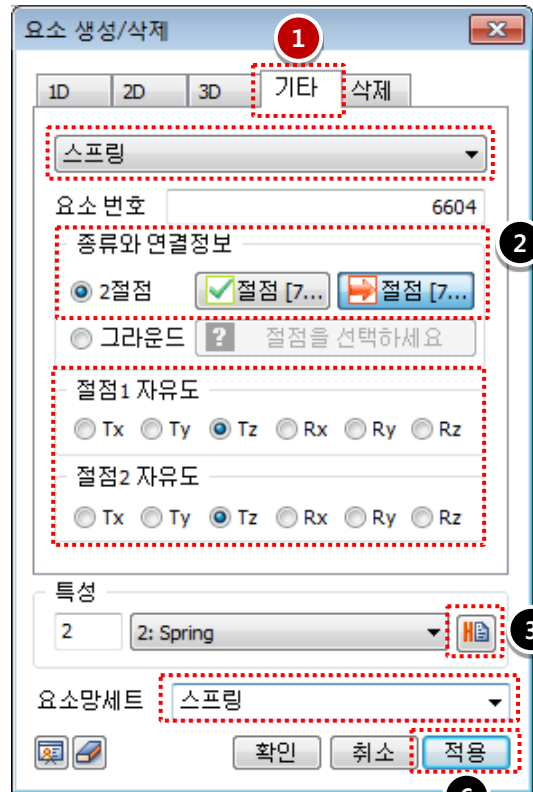 요소 생성/삭제
1
1D 2D 3D 기타 삭제
스프링
요소 번호 6604
종류와 연결정보
2
2절점 절점 [7... 절점 [7...
그라운드 ? 절점을 선택하세요
절점1 자유도
Tx Ty Tz Rx Ry Rz
절점2 자유도
Tx Ty Tz Rx Ry Rz
특성
2 2: Spring H 3
요소망세트 스프링
확인 취소 적용